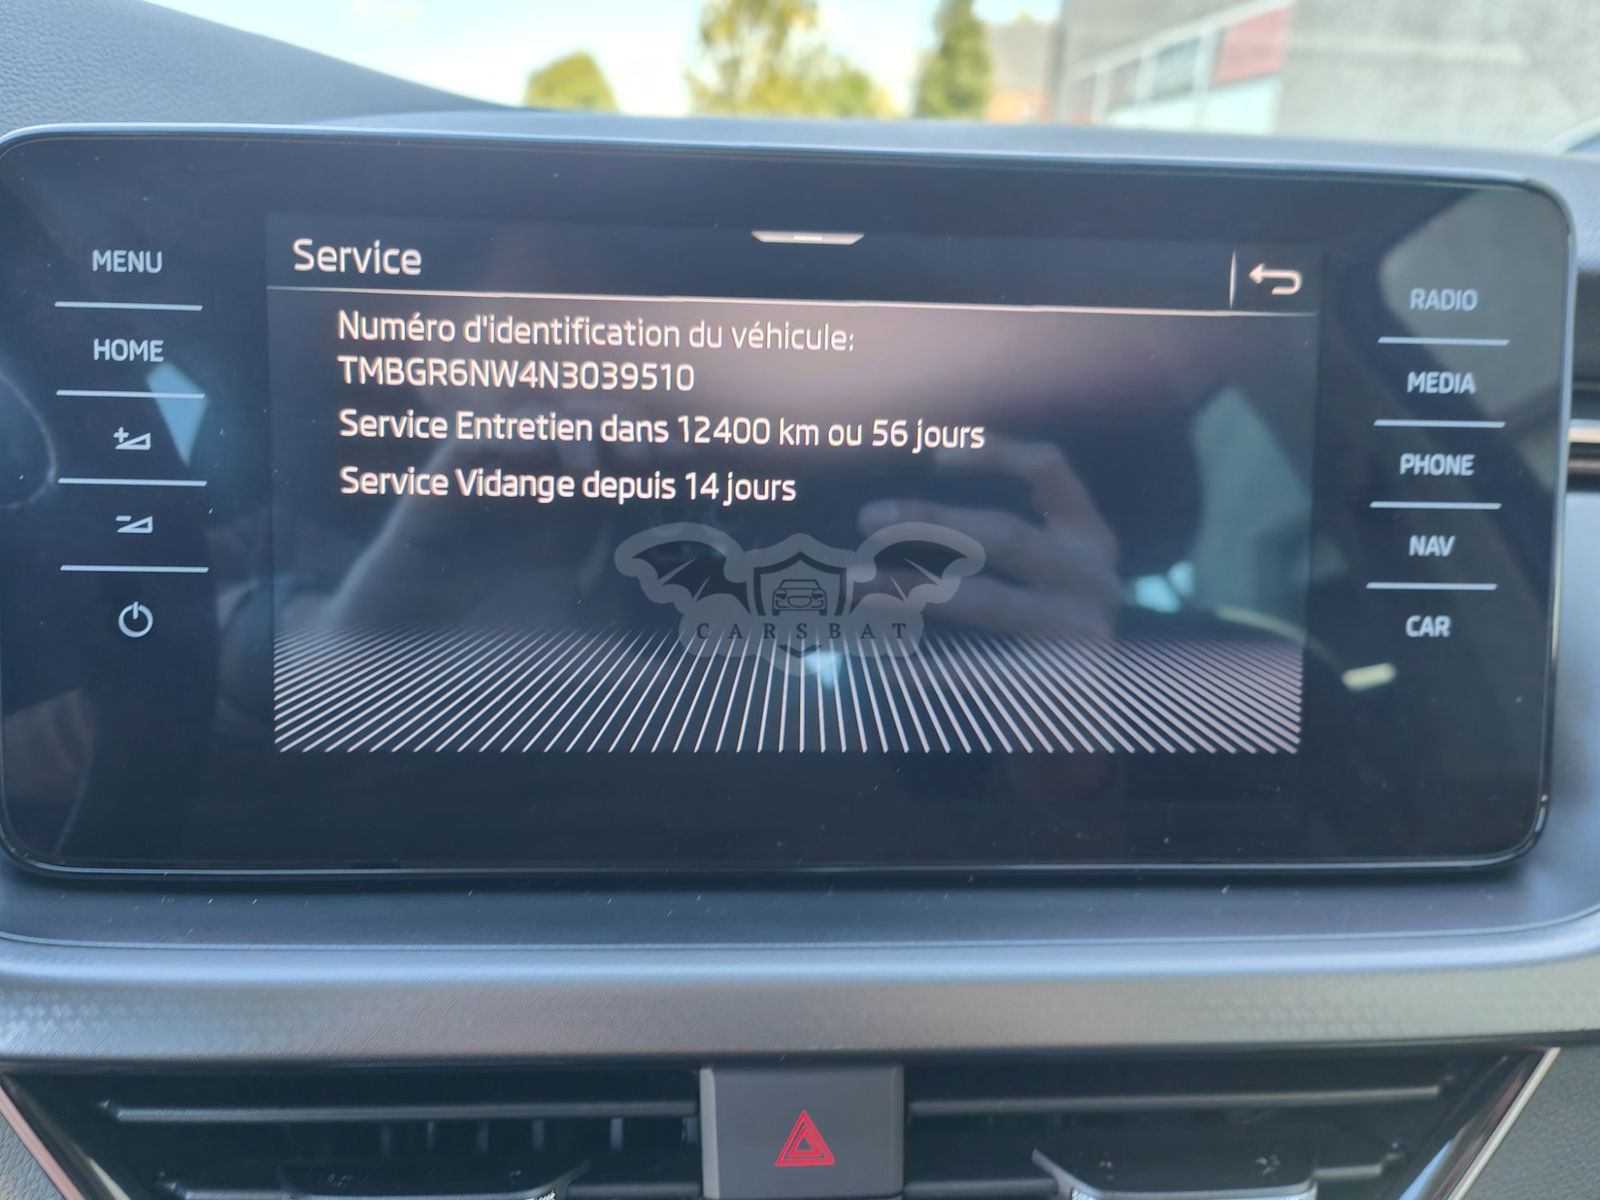 Service
MENU
HOME
Numéro d'identification du véhicule:
TMBGR6NW4N3039510
Service Entretien dans 12400 km ou 56 jours
Service Vidange depuis 14 jours
RADIO
MEDIA
PHONE
NAV
CAR
CARSBAT